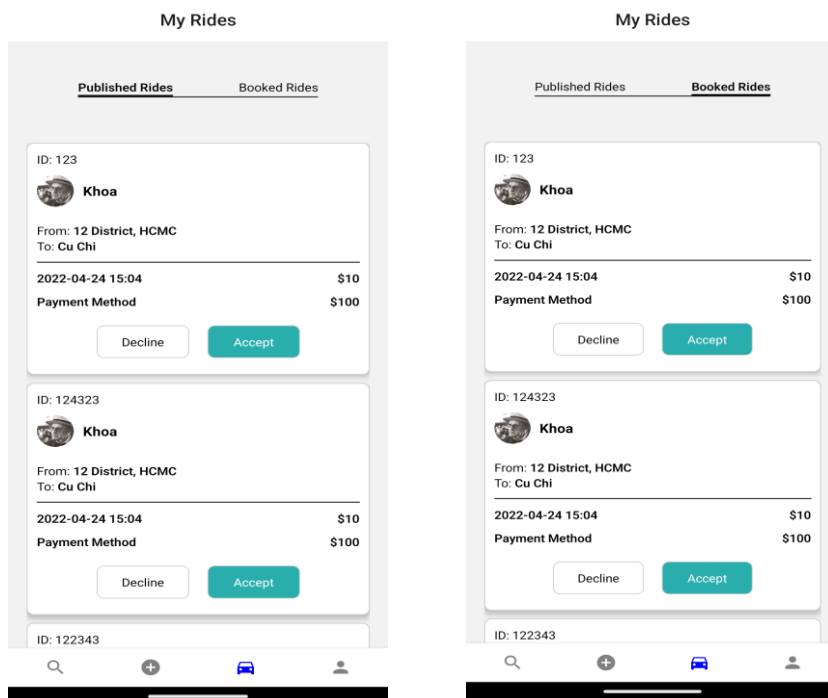 My Rides
Published Rides Booked Rides
ID: 123
Khoa
From: 12 District, HCMC
To: Cu Chi
2022-04-24 15:04 $10
Payment Method $100
Decline Accept
ID: 124323
Khoa
From: 12 District, HCMC
To: Cu Chi
2022-04-24 15:04 $10
Payment Method $100
Decline Accept
ID: 122343
My Rides
Published Rides Booked Rides
ID: 123
Khoa
From: 12 District, HCMC
To: Cu Chi
2022-04-24 15:04 $10
Payment Method $100
Decline Accept
ID: 124323
Khoa
From: 12 District, HCMC
To: Cu Chi
2022-04-24 15:04 $10
Payment Method $100
Decline Accept
ID: 122343